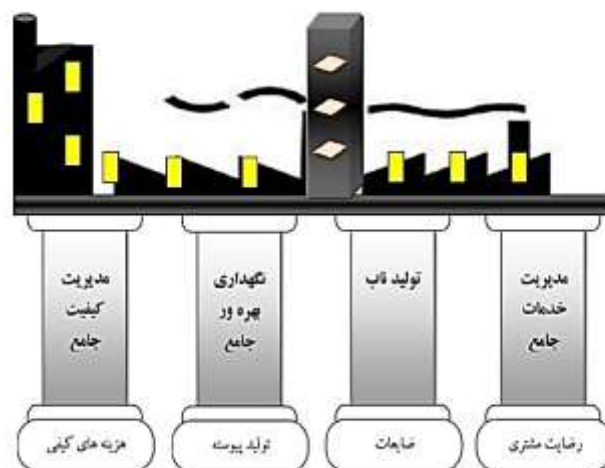 مدیریت
خدمات
جامع
رضایت مشتری
تولید ناب
ضایعات
نگهداری
بهره ور
جامع
تولید پیوسته
مدیریت
کیفیت
جامع
هزینه های کیفی